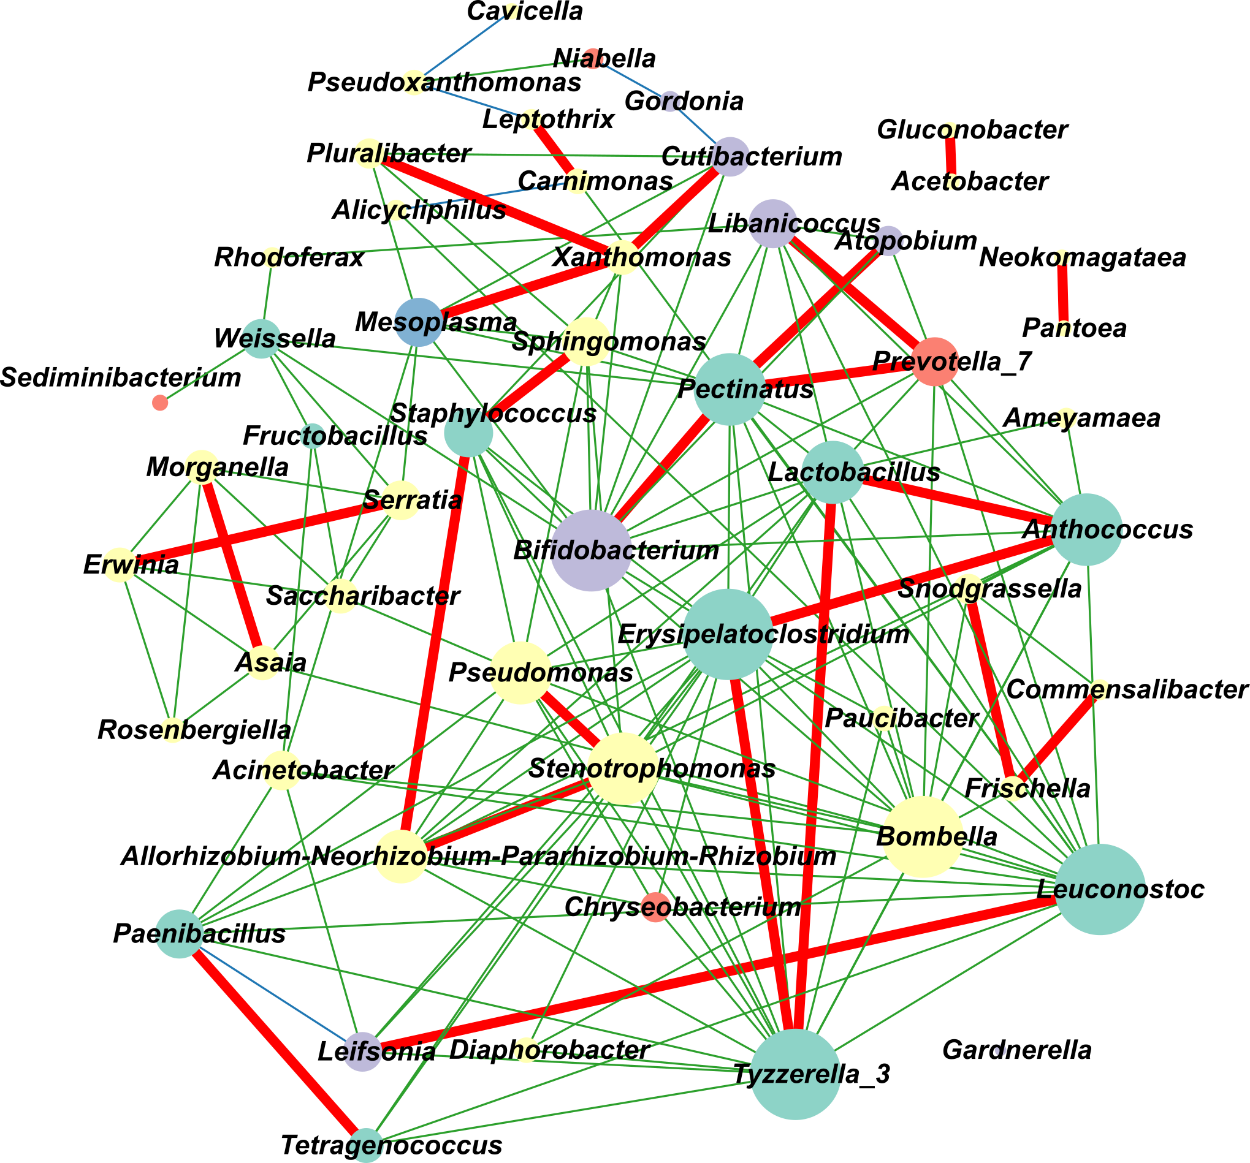 Cavicella
Niabella
Pseudoxanthomonas
Gordonia
Leptothrix
Gluconobacter
Pluralibacter
Cutibacterium
Carnimonas
Acetobacter
Alicycliphilus
Libanicoccus
Atopobium
Rhodoferax
Xanthomonas
Neokomagataea
Mesoplasma
Pantoea
Weissella
Sphingomonas
Prevotella_7
Sediminibacterium
Pectinatus
Staphylococcus
Ameyamaea
Fructobacillus
Morganella
Lactobacillus
Serratia
Anthococcus
Bifidobacterium
Erwinia
Snodgrassella
Saccharibacter
Erysipelatoclostridium
Asaia
Pseudomonas
Commensalibacter
Paucibacter
Rosenbergiella
Acinetobacter
Stenotrophomonas
Frischella
Bombella
Allorhizobium-Neorhizobium-Pararhizobium-Rhizobium
Leuconostoc
Chryseobacterium
Paenibacillus
Leifsonia
Diaphorobacter
Gardnerella
Tyzzerella_3
Tetragenococcus